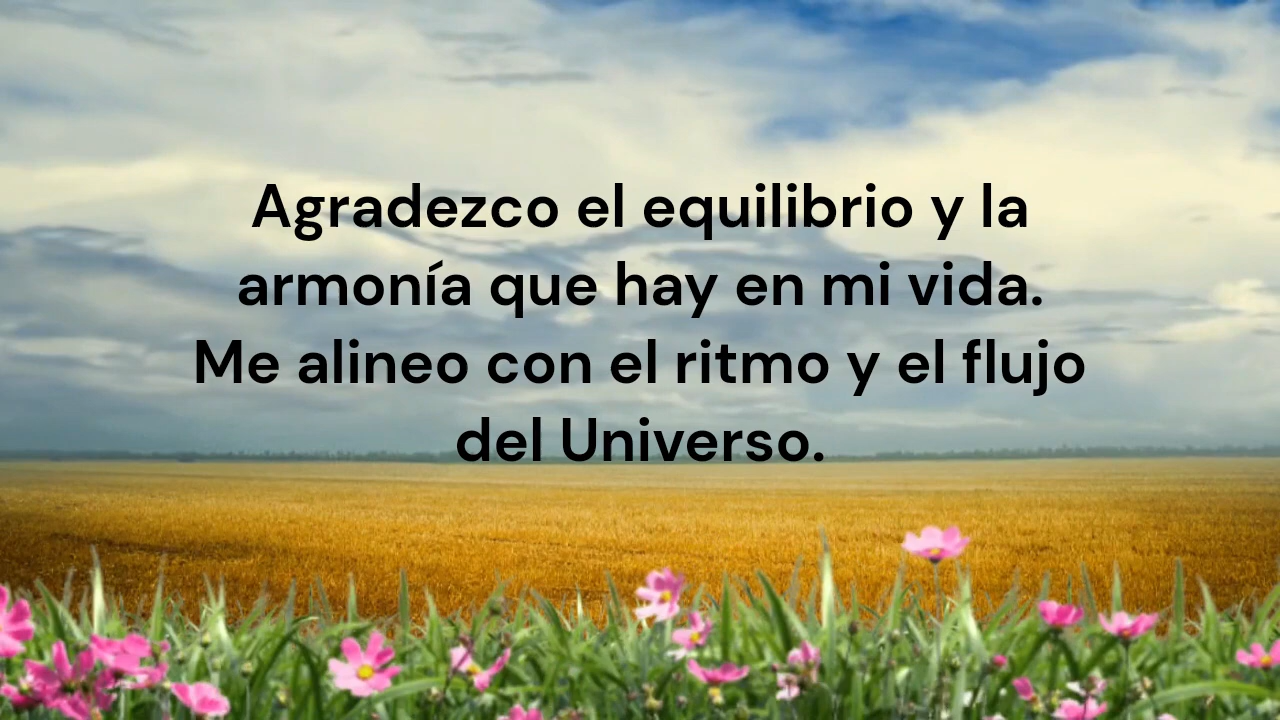 Agradezco el equilibrio y la
armonía que hay en mi vida.
Me alineo con el ritmo y el flujo
del Universo.